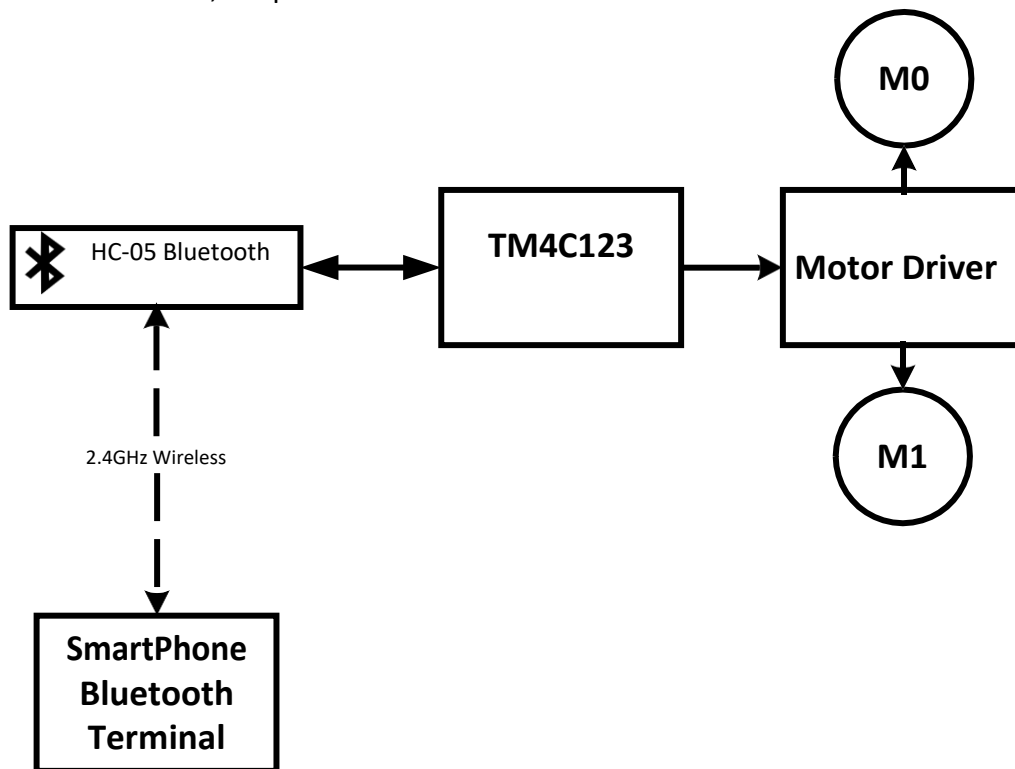 M0
HC-05 Bluetooth
TM4C123
Motor Driver
M1
2.4GHz Wireless
SmartPhone
Bluetooth
Terminal